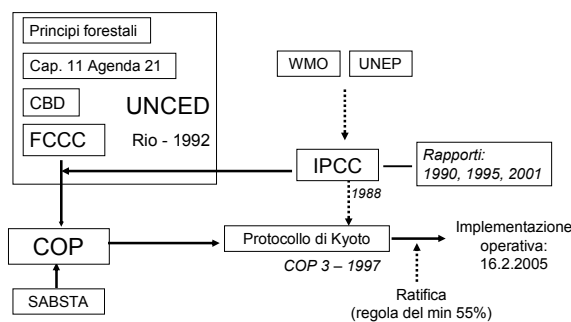 Principi forestali
Cap. 11 Agenda 21
CBD
UNCED
FCCC
Rio - 1992
WMO
UNEP
IPCC
1988
Rapporti:
1990, 1995, 2001
COP
Protocollo di Kyoto
COP 3 – 1997
Implementazione
operativa:
16.2.2005
SABSTA
Ratifica
(regola del min 55%)